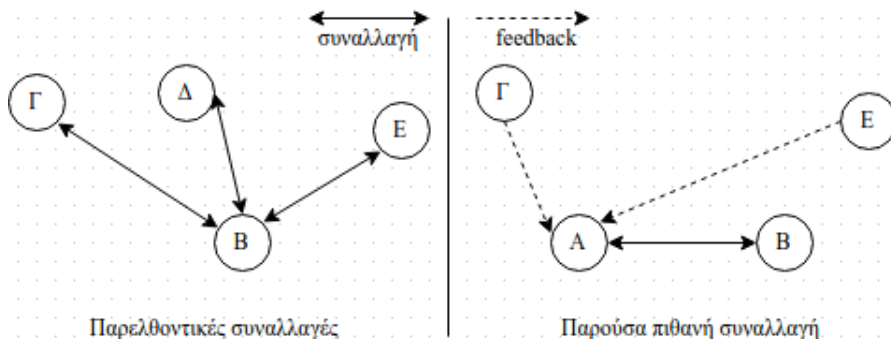 συναλλαγή
feedback
Γ
Δ
Ε
Β
Γ
Ε
Α
Β
Παρελθοντικές συναλλαγές
Παρούσα πιθανή συναλλαγή